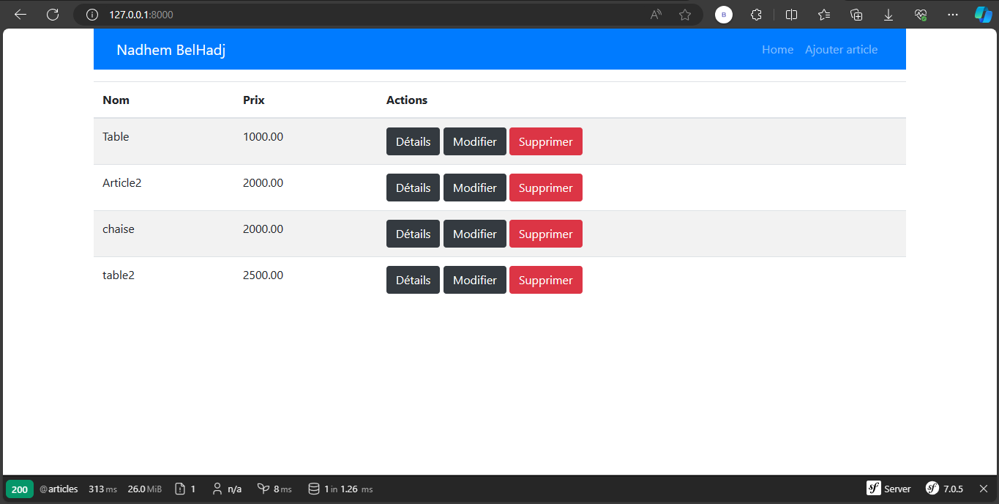 127.0.0.1:8000
B
Nadhem BelHadj Home Ajouter article
Nom Prix Actions
Table 1000.00 Détails Modifier Supprimer
Article2 2000.00 Détails Modifier Supprimer
chaise 2000.00 Détails Modifier Supprimer
table2 2500.00 Détails Modifier Supprimer
200 @articles 313 ms 26.0 MiB 1 n/a 8 ms 1 in 1.26 ms sf Server sf 7.0.5